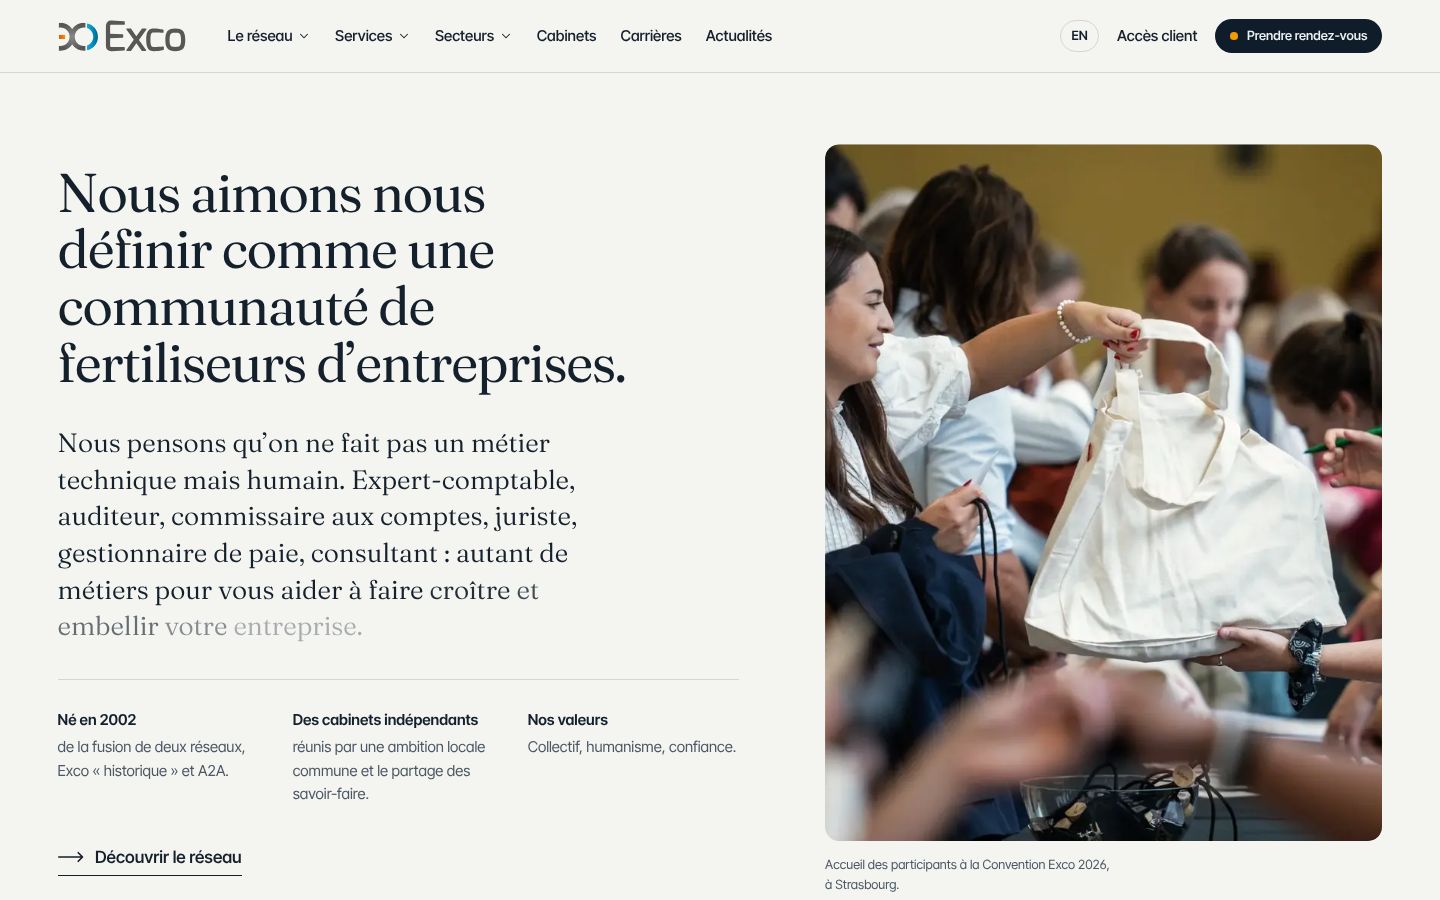 Exco
Le réseau
Services
Secteurs
Cabinets
Carrières
Actualités
EN
Accès client
Prendre rendez-vous
Nous aimons nous
définir comme une
communauté de
fertiliseurs d’entreprises.
Nous pensons qu’on ne fait pas un métier
technique mais humain. Expert-comptable,
auditeur, commissaire aux comptes, juriste,
gestionnaire de paie, consultant : autant de
métiers pour vous aider à faire croître et
embellir votre entreprise.
Né en 2002
de la fusion de deux réseaux,
Exco « historique » et A2A.
Des cabinets indépendants
réunis par une ambition locale
commune et le partage des
savoir-faire.
Nos valeurs
Collectif, humanisme, confiance.
Découvrir le réseau
Accueil des participants à la Convention Exco 2026,
à Strasbourg.